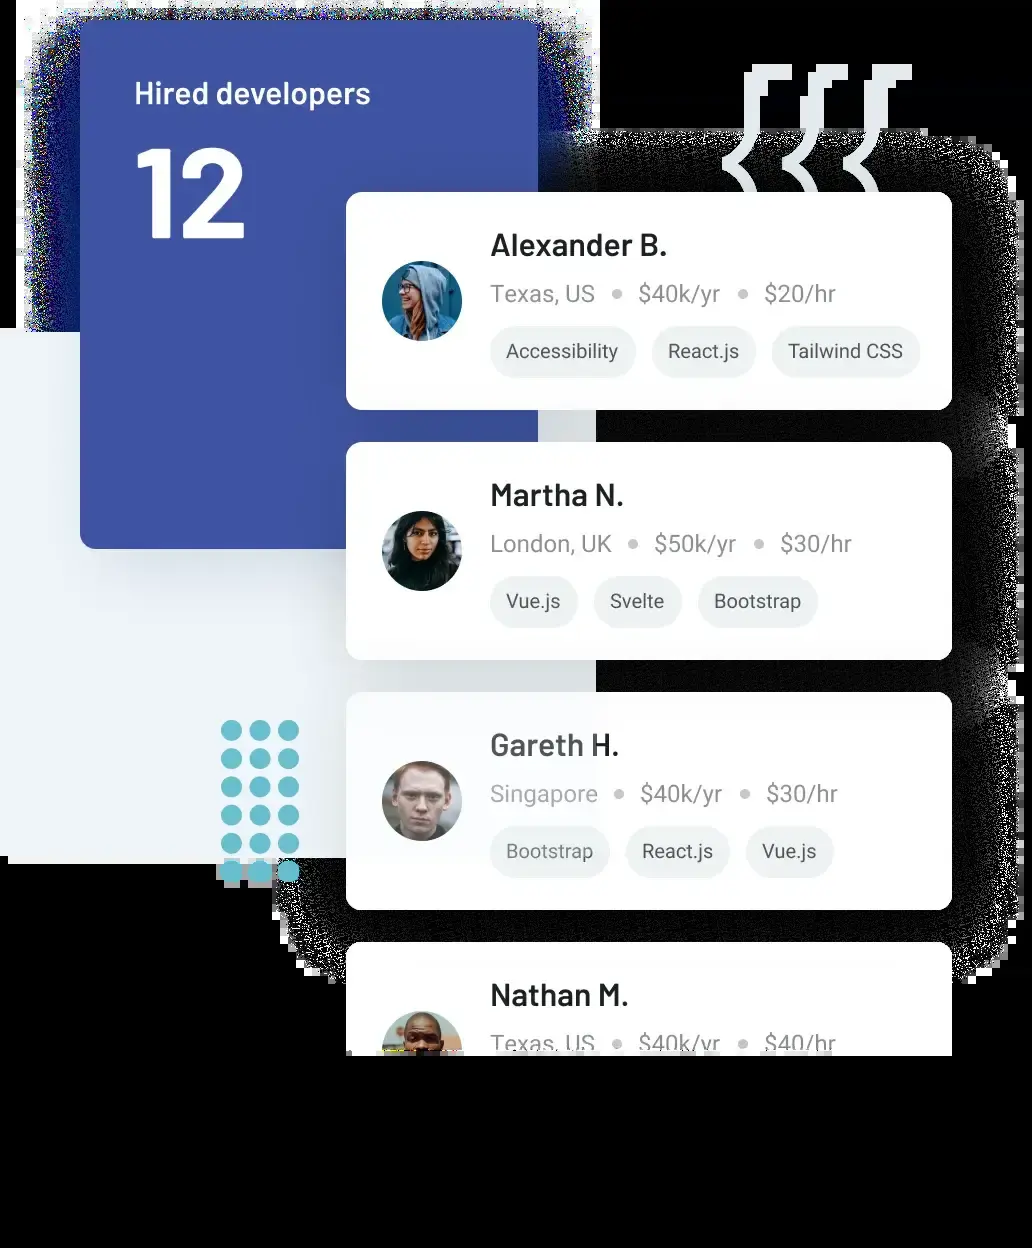 Hired developers
12
{{{
Alexander B.
Texas, US • $40k/yr • $20/hr
Accessibility React.js Tailwind CSS
Martha N.
London, UK • $50k/yr • $30/hr
Vue.js Svelte Bootstrap
Gareth H.
Singapore • $40k/yr • $30/hr
Bootstrap React.js Vue.js
Nathan M.
Texas, US • $40k/yr • $40/hr